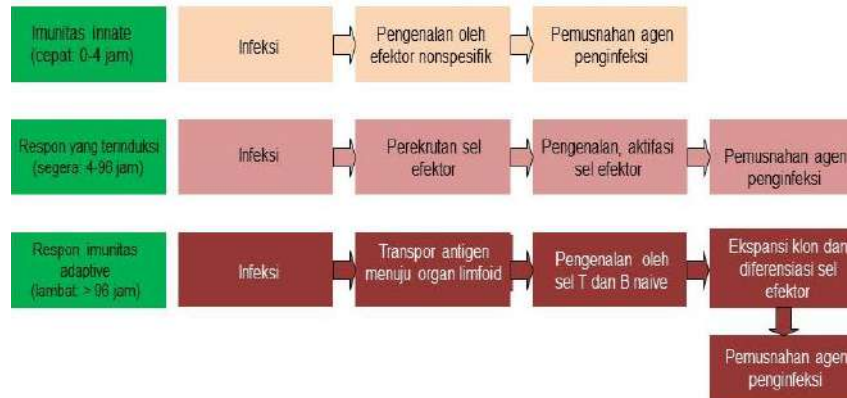 Imunitas innate
(cepat: 0-4 jam)
Infeksi
Pengenalan oleh
efektor nonspesifik
Pemusnahan agen
penginfeksi
Respon yang terinduksi
(segera: 4-96 jam)
Infeksi
Perekrutan sel
efektor
Pengenalan, aktifasi
sel efektor
Pemusnahan agen
penginfeksi
Respon imunitas
adaptive
(lambat: > 96 jam)
Infeksi
Transpor antigen
menuju organ limfoid
Pengenalan oleh
sel T dan B naive
Ekspansi klon dan
diferensiasi sel
efektor
Pemusnahan agen
penginfeksi